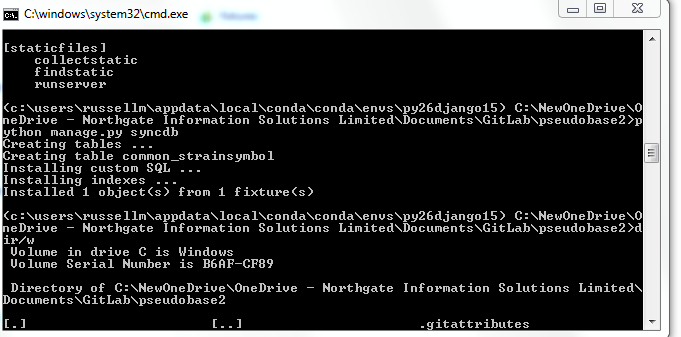 C:\windows\system32\cmd.exe
[staticfiles]
    collectstatic
    findstatic
    runserver
(c:\users\russellm\appdata\local\conda\conda\envs\py26django15) C:\NewOneDrive\O
neDrive - Northgate Information Solutions Limited\Documents\GitLab\pseudobase2>p
ython manage.py syncdb
Creating tables ...
Creating table common_strainsymbol
Installing custom SQL ...
Installing indexes ...
Installed 1 object(s) from 1 fixture(s)
(c:\users\russellm\appdata\local\conda\conda\envs\py26django15) C:\NewOneDrive\O
neDrive - Northgate Information Solutions Limited\Documents\GitLab\pseudobase2>d
ir/w
 Volume in drive C is Windows
 Volume Serial Number is B6AF-CF89
 Directory of C:\NewOneDrive\OneDrive - Northgate Information Solutions Limited\
Documents\GitLab\pseudobase2
[.]                        [..]                       .gitattributes